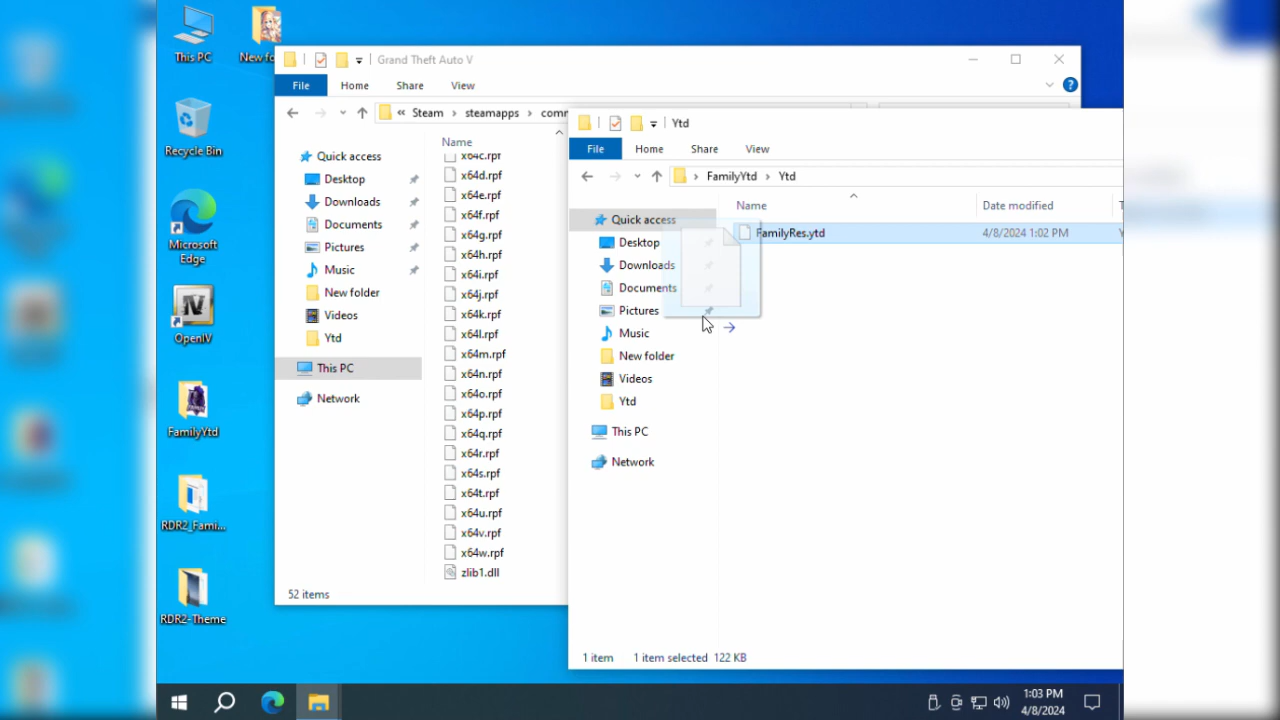 This PC
New fo
Recycle Bin
Microsoft
Edge
OpenIV
FamilyYtd
RDR2_Fami...
RDR2-Theme
Grand Theft Auto V
File
Home
Share
View
« Steam > steamapps > comm
Quick access
Desktop
Downloads
Documents
Pictures
Music
New folder
Videos
Ytd
This PC
Network
Name
x64c.rpf
x64d.rpf
x64e.rpf
x64f.rpf
x64g.rpf
x64h.rpf
x64i.rpf
x64j.rpf
x64k.rpf
x64l.rpf
x64m.rpf
x64n.rpf
x64o.rpf
x64p.rpf
x64q.rpf
x64r.rpf
x64s.rpf
x64t.rpf
x64u.rpf
x64v.rpf
x64w.rpf
zlib1.dll
52 items
Ytd
File
Home
Share
View
> FamilyYtd > Ytd
Quick access
Desktop
Downloads
Documents
Pictures
Music
New folder
Videos
Ytd
This PC
Network
Name
Date modified
FamilyRes.ytd
4/8/2024 1:02 PM
1 item
1 item selected 122 KB
1:03 PM
4/8/2024